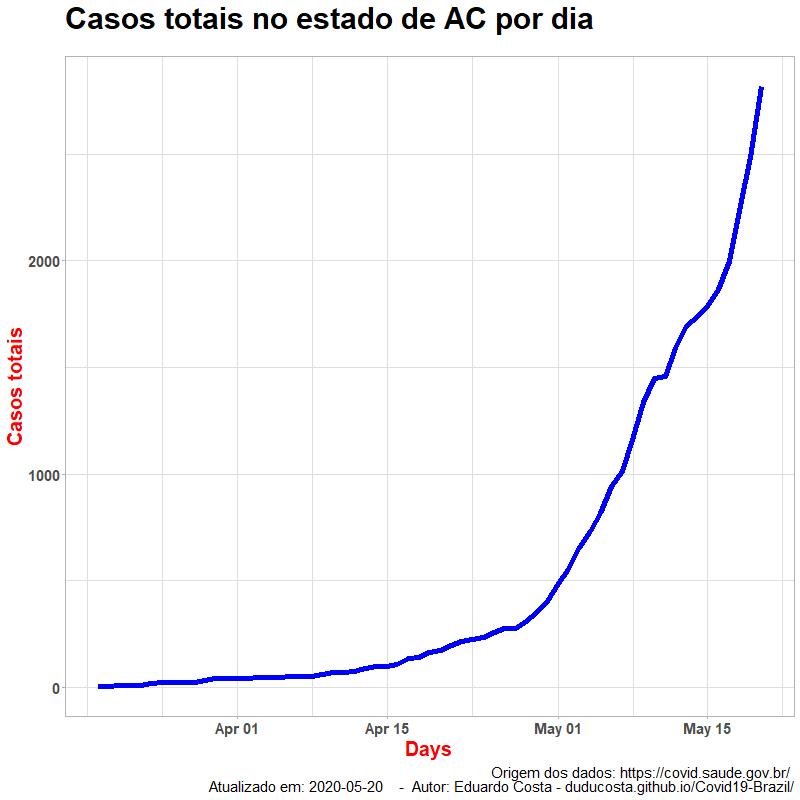 Casos totais no estado de AC por dia
Casos totais
2000
1000
0
Apr 01
Apr 15
May 01
May 15
Days
Origem dos dados: https://covid.saude.gov.br/
Atualizado em: 2020-05-20 - Autor: Eduardo Costa - duducosta.github.io/Covid19-Brazil/